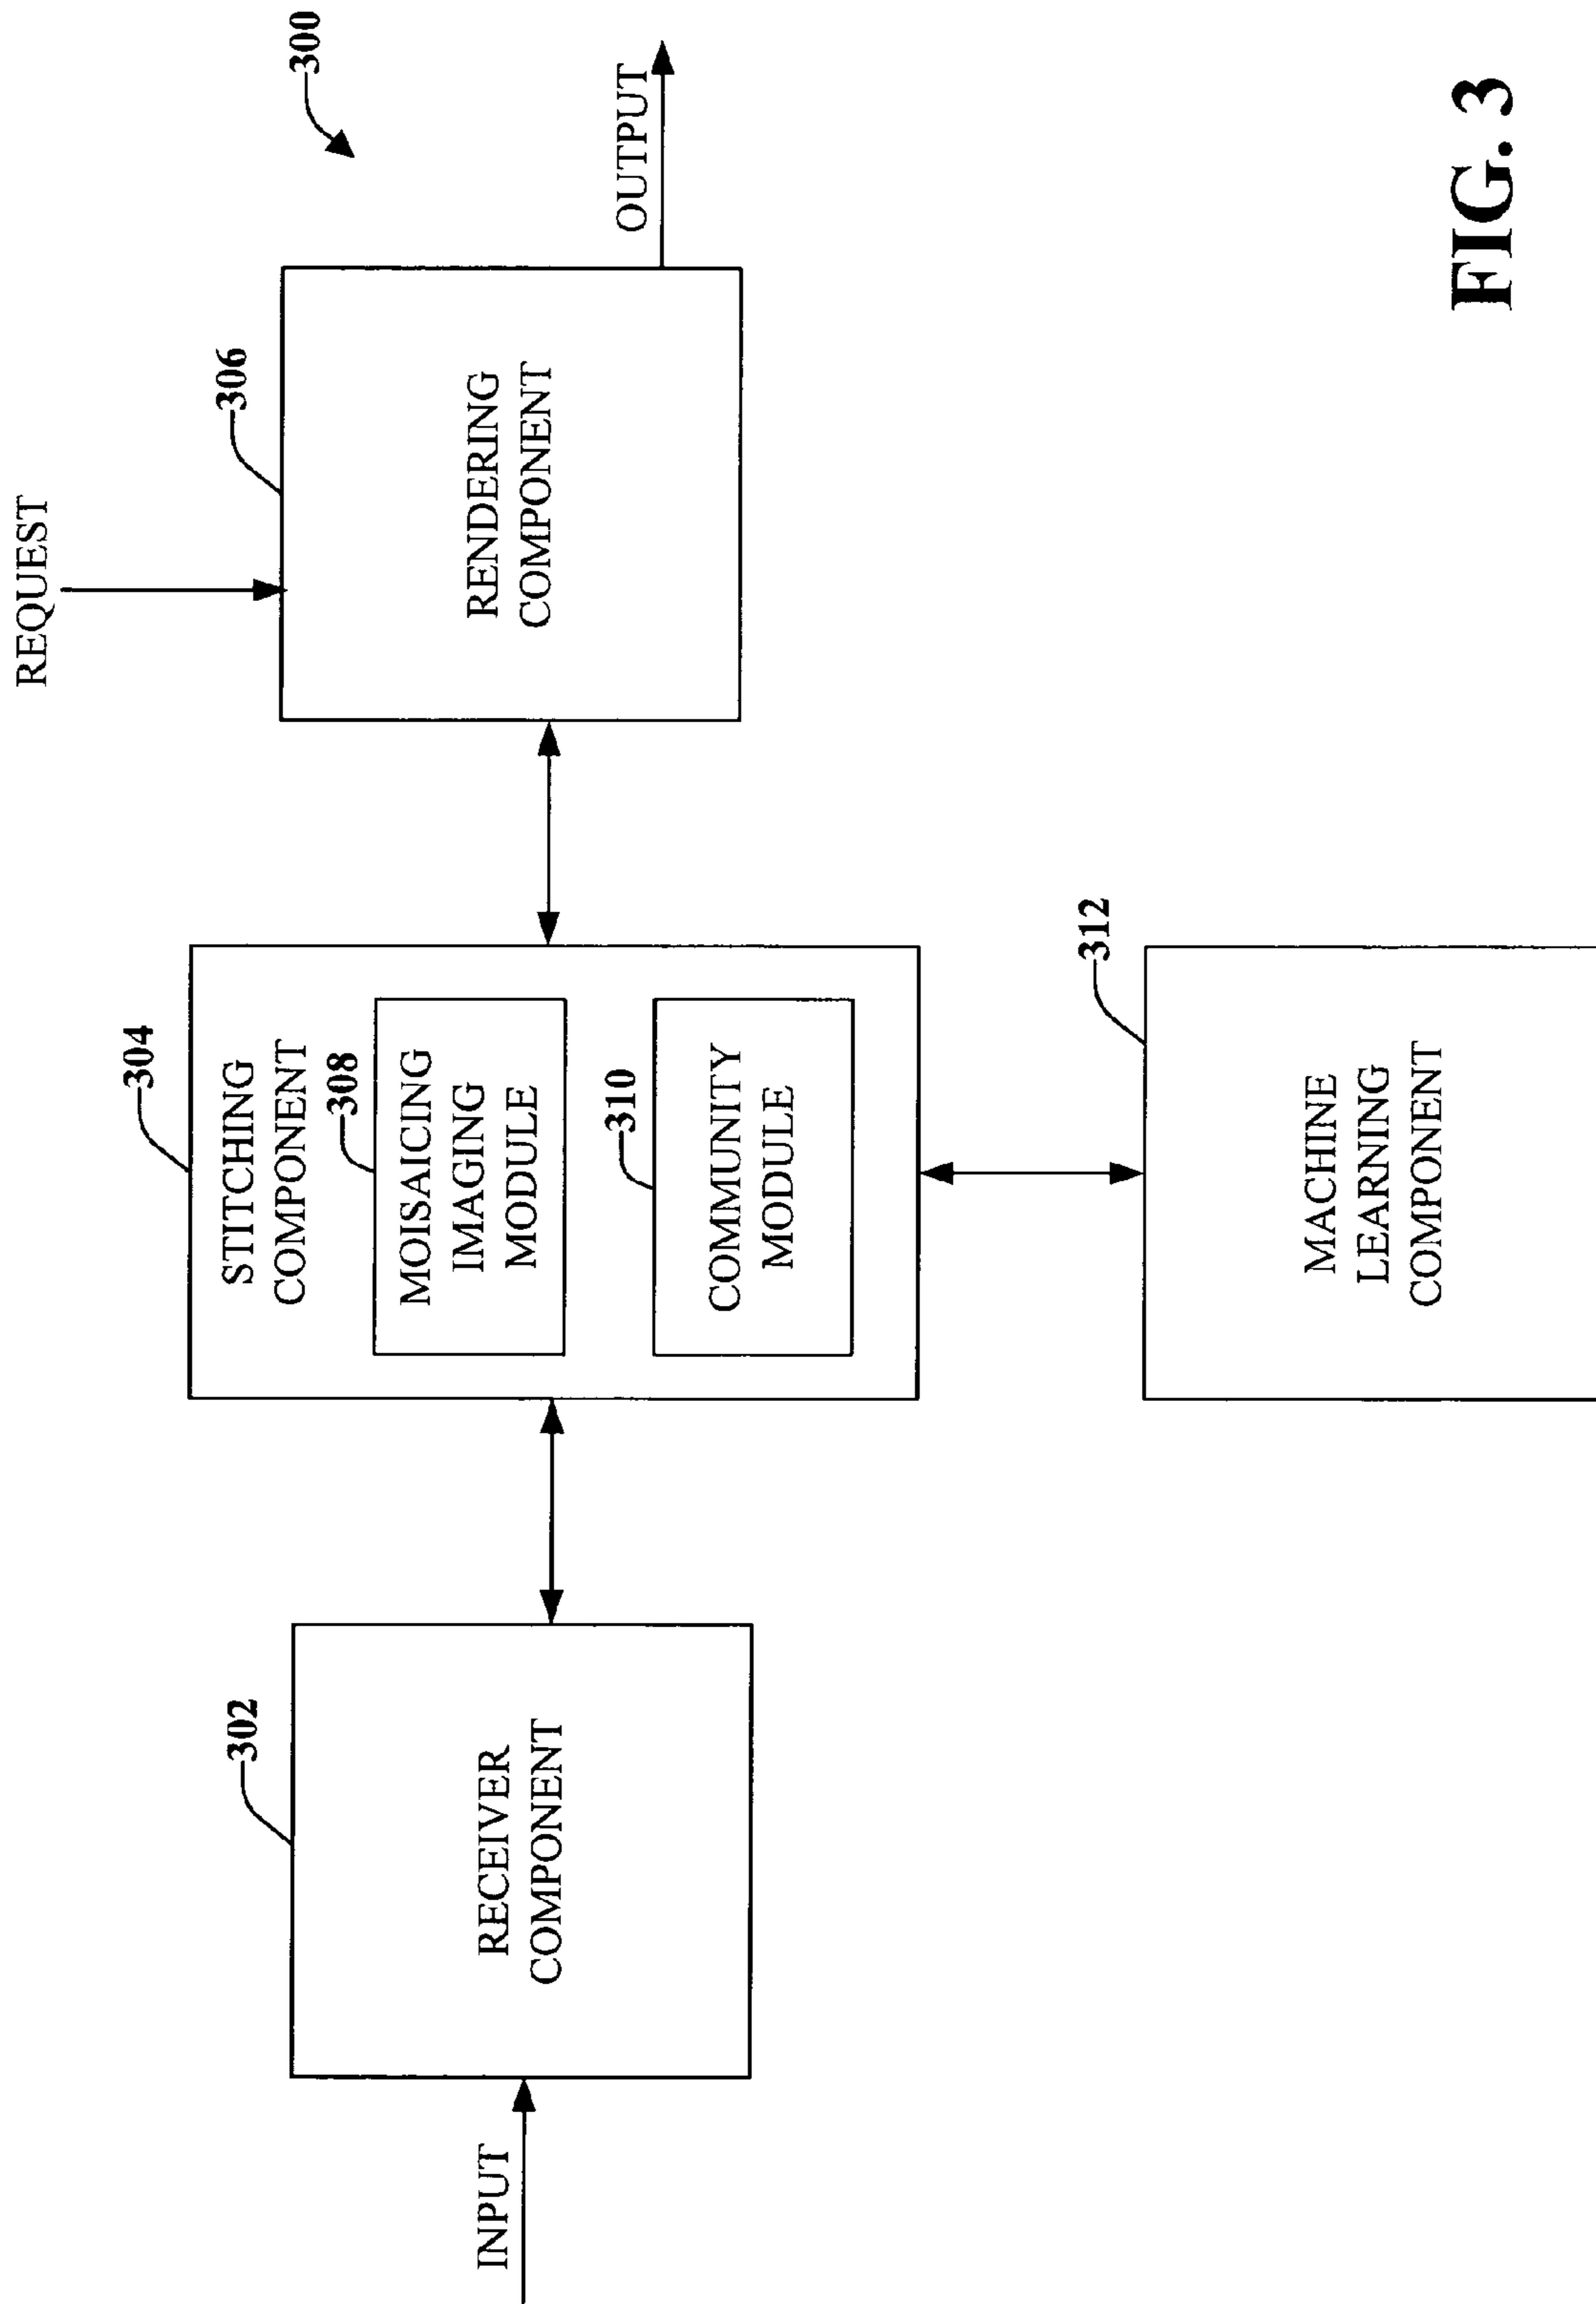 300
REQUEST
306
RENDERING
COMPONENT
OUTPUT
304
STITCHING
COMPONENT
308
MOISAICING
IMAGING
MODULE
310
COMMUNITY
MODULE
302
RECEIVER
COMPONENT
INPUT
312
MACHINE
LEARNING
COMPONENT
FIG. 3